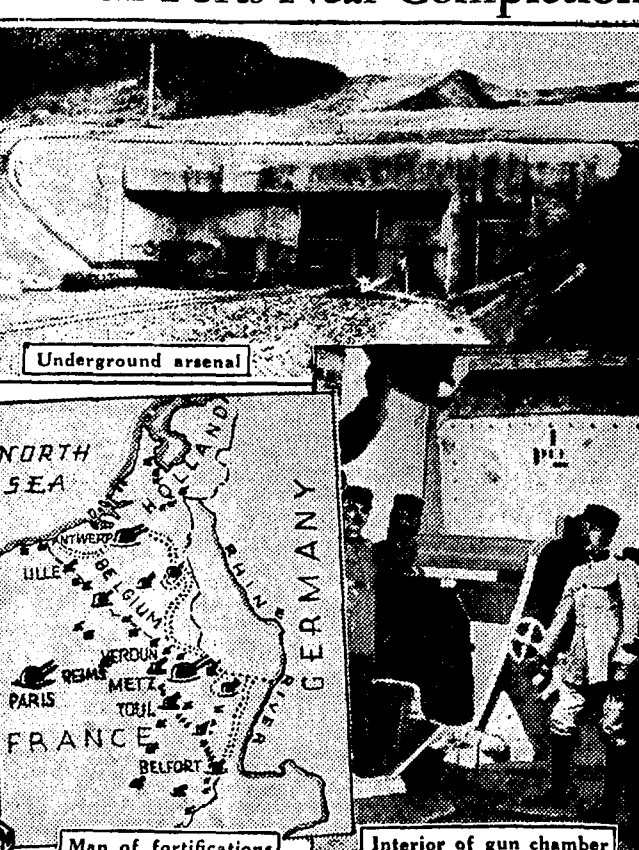 Forts Near Completion
Underground arsenal
NORTH
SEA
HOLLAND
ANTWERP
LILLE
BELGIUM
RHINE
GERMANY
VERDUN
REIMS
METZ
PARIS
TOUL
RIVER
FRANCE
BELFORT
Map of fortifications
Interior of gun chamber